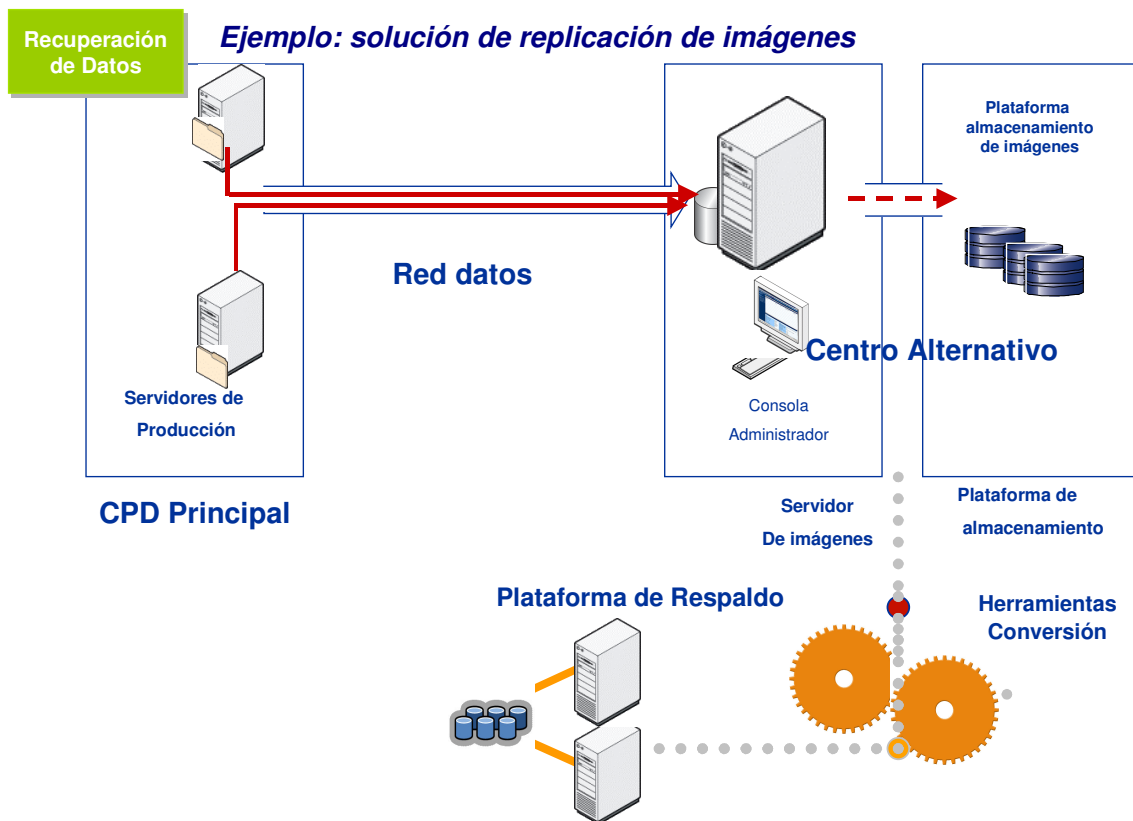 Recuperación
de Datos
Ejemplo: solución de replicación de imágenes
Plataforma
almacenamiento
de imágenes
Red datos
Centro Alternativo
Servidores de
Producción
Consola
Administrador
CPD Principal
Servidor
De imágenes
Plataforma de
almacenamiento
Plataforma de Respaldo
Herramientas
Conversión